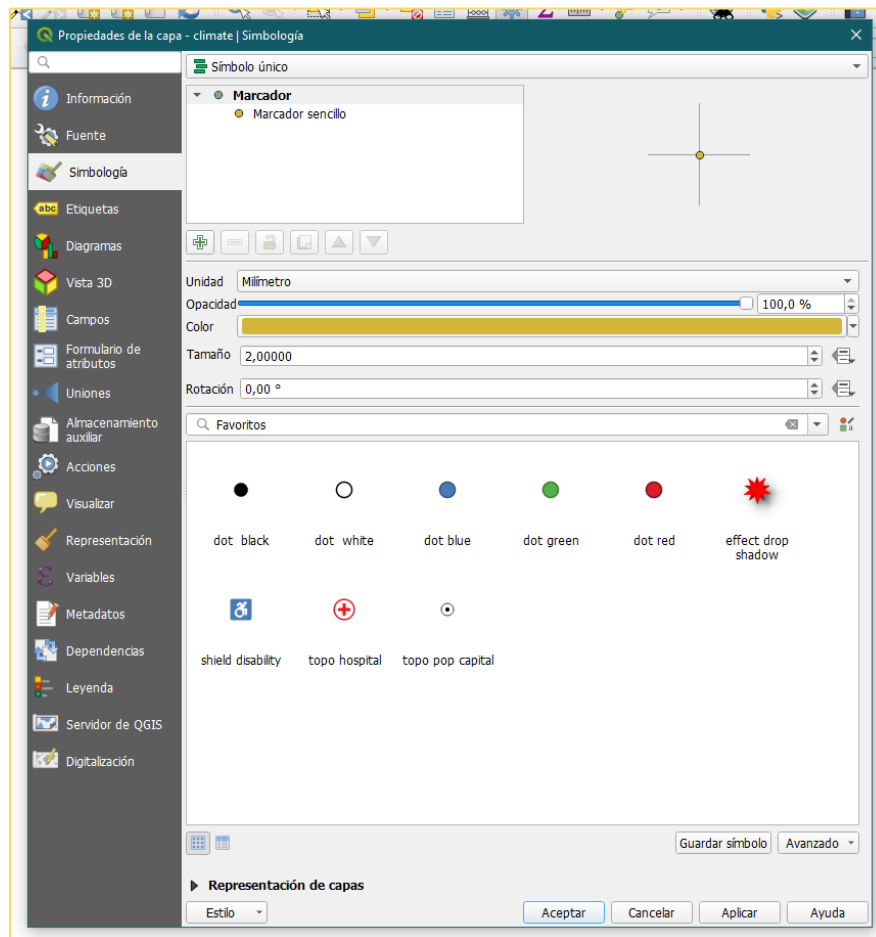 Propiedades de la capa - climate | Simbología
Símbolo único
Información
Fuente
Simbología
abc Etiquetas
Diagramas
Vista 3D
Campos
Formulario de
atributos
Uniones
Almacenamiento
auxiliar
Acciones
Visualizar
Representación
Variables
Metadatos
Dependencias
Leyenda
Servidor de QGIS
Digitalización
Marcador
Marcador sencillo
Unidad Milímetro
Opacidad 100,0 %
Color
Tamaño 2,00000
Rotación 0,00 °
Favoritos
dot black dot white dot blue dot green dot red effect drop
shadow
shield disability topo hospital topo pop capital
Guardar símbolo Avanzado
Representación de capas
Estilo Aceptar Cancelar Aplicar Ayuda